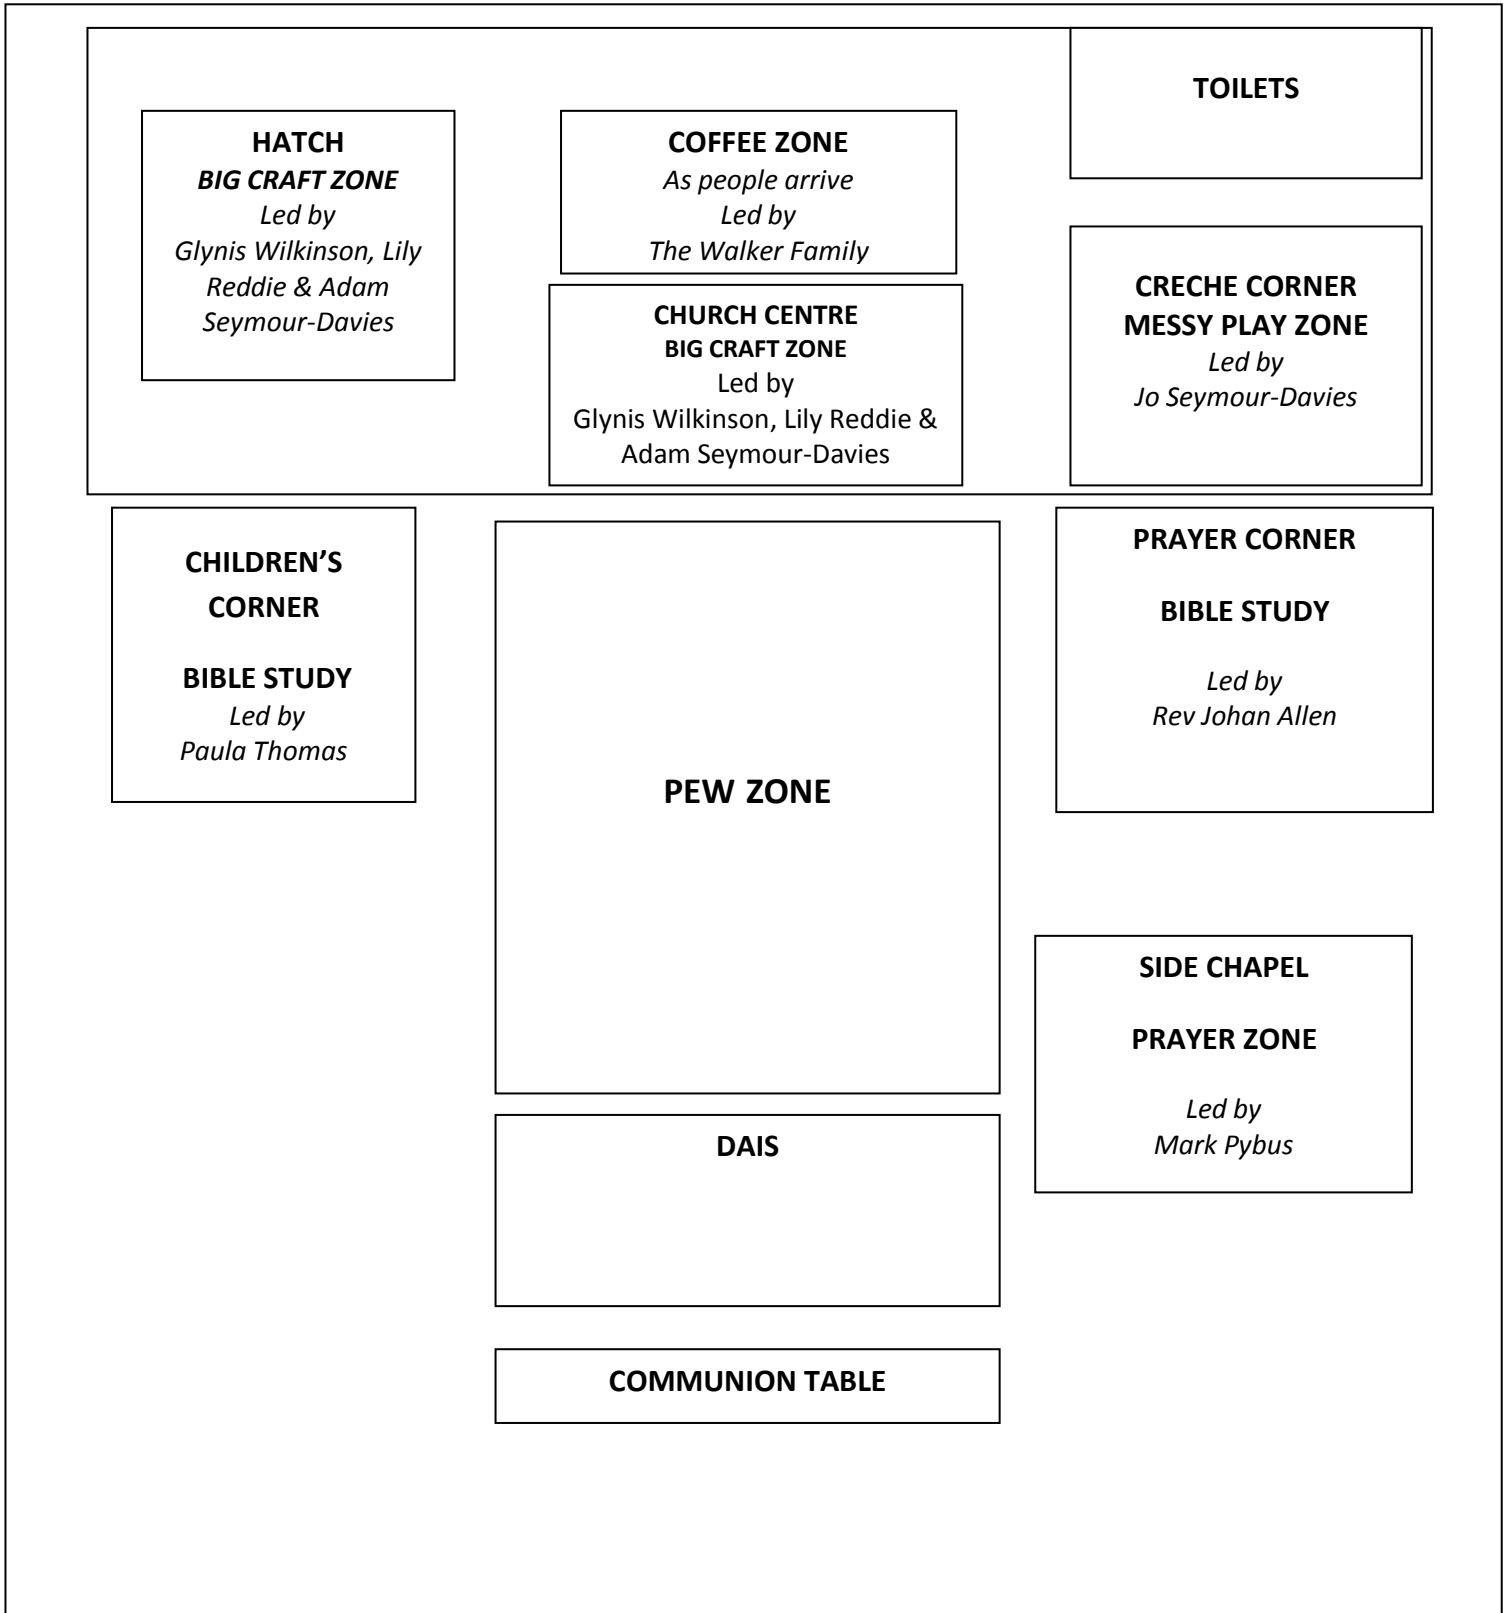 HATCH
BIG CRAFT ZONE
Led by
Glynis Wilkinson, Lily
Reddie & Adam
Seymour-Davies
COFFEE ZONE
As people arrive
Led by
The Walker Family
TOILETS
CHURCH CENTRE
BIG CRAFT ZONE
Led by
Glynis Wilkinson, Lily Reddie &
Adam Seymour-Davies
CRECHE CORNER
MESSY PLAY ZONE
Led by
Jo Seymour-Davies
CHILDREN’S
CORNER
BIBLE STUDY
Led by
Paula Thomas
PEW ZONE
PRAYER CORNER
BIBLE STUDY
Led by
Rev Johan Allen
SIDE CHAPEL
PRAYER ZONE
Led by
Mark Pybus
DAIS
COMMUNION TABLE